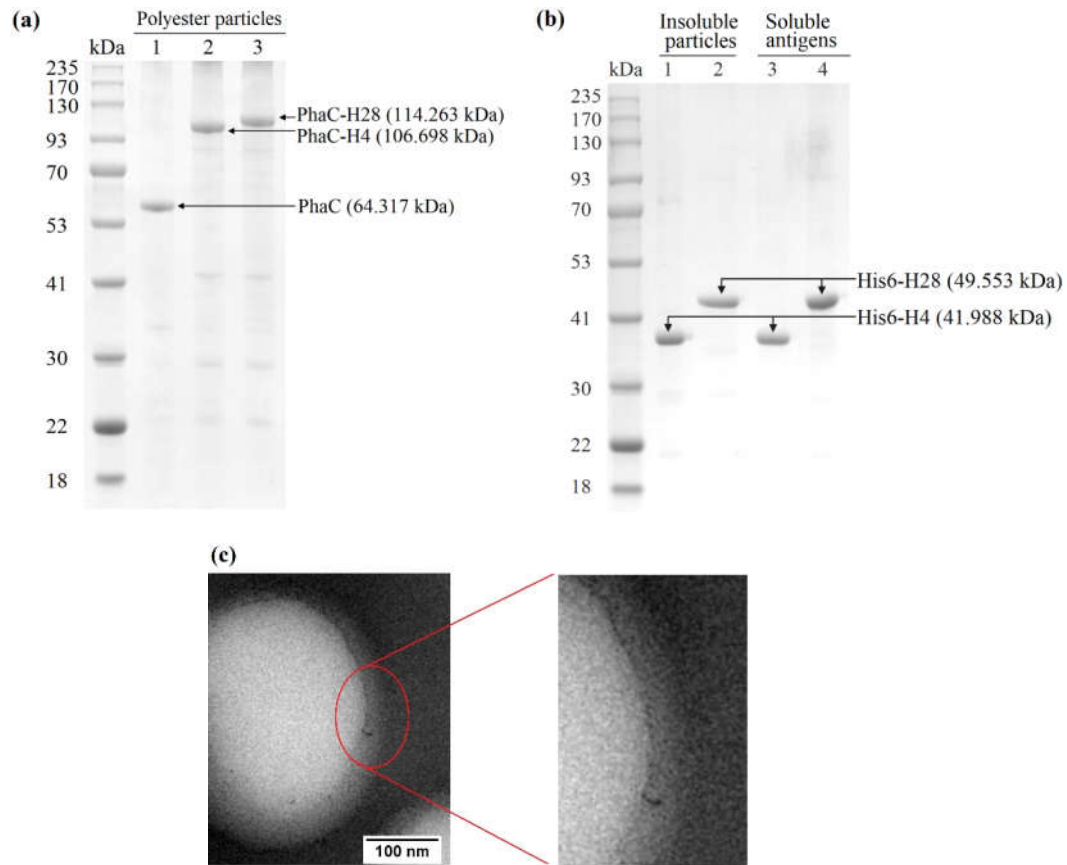 (a)
Polyester particles
kDa 1 2 3
235
170
130
93
70
53
41
30
22
18
PhaC-H28 (114.263 kDa)
PhaC-H4 (106.698 kDa)
PhaC (64.317 kDa)
(b)
Insoluble particles
Soluble antigens
kDa 1 2 3 4
235
170
130
93
70
53
41
30
22
18
His6-H28 (49.553 kDa)
His6-H4 (41.988 kDa)
(c)
100 nm